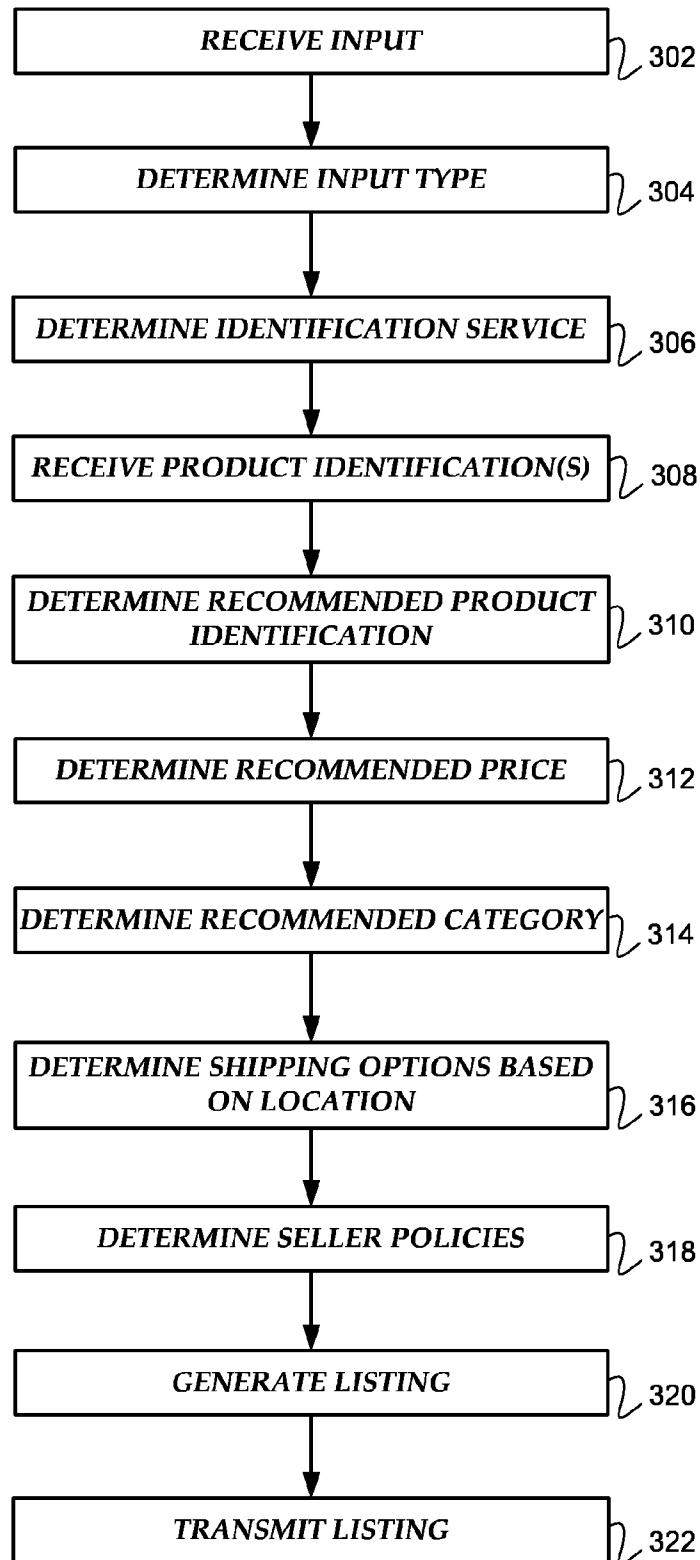 RECEIVE INPUT
302
DETERMINE INPUT TYPE
304
DETERMINE IDENTIFICATION SERVICE
306
RECEIVE PRODUCT IDENTIFICATION(S)
308
DETERMINE RECOMMENDED PRODUCT
IDENTIFICATION
310
DETERMINE RECOMMENDED PRICE
312
DETERMINE RECOMMENDED CATEGORY
314
DETERMINE SHIPPING OPTIONS BASED
ON LOCATION
316
DETERMINE SELLER POLICIES
318
GENERATE LISTING
320
TRANSMIT LISTING
322